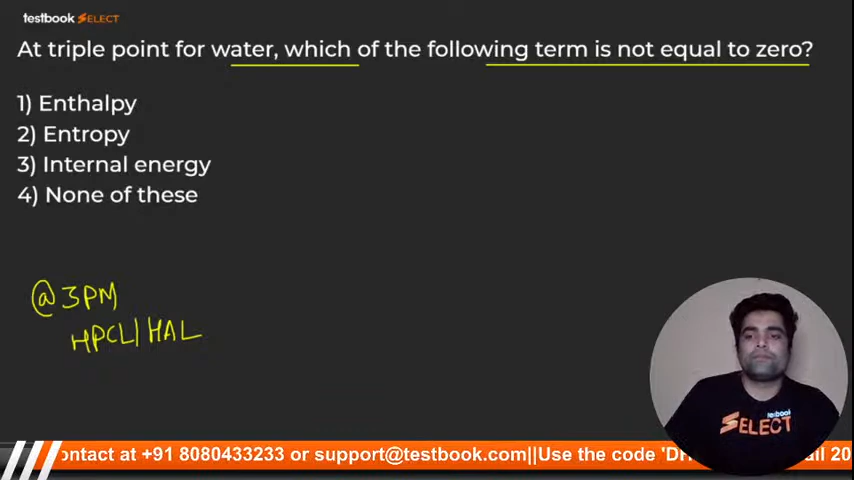 testbook SELECT
At triple point for water, which of the following term is not equal to zero?
1) Enthalpy
2) Entropy
3) Internal energy
4) None of these
@3PM
HPCL/HAL
testbook
SELECT
ontact at +91 8080433233 or support@testbook.com||Use the code